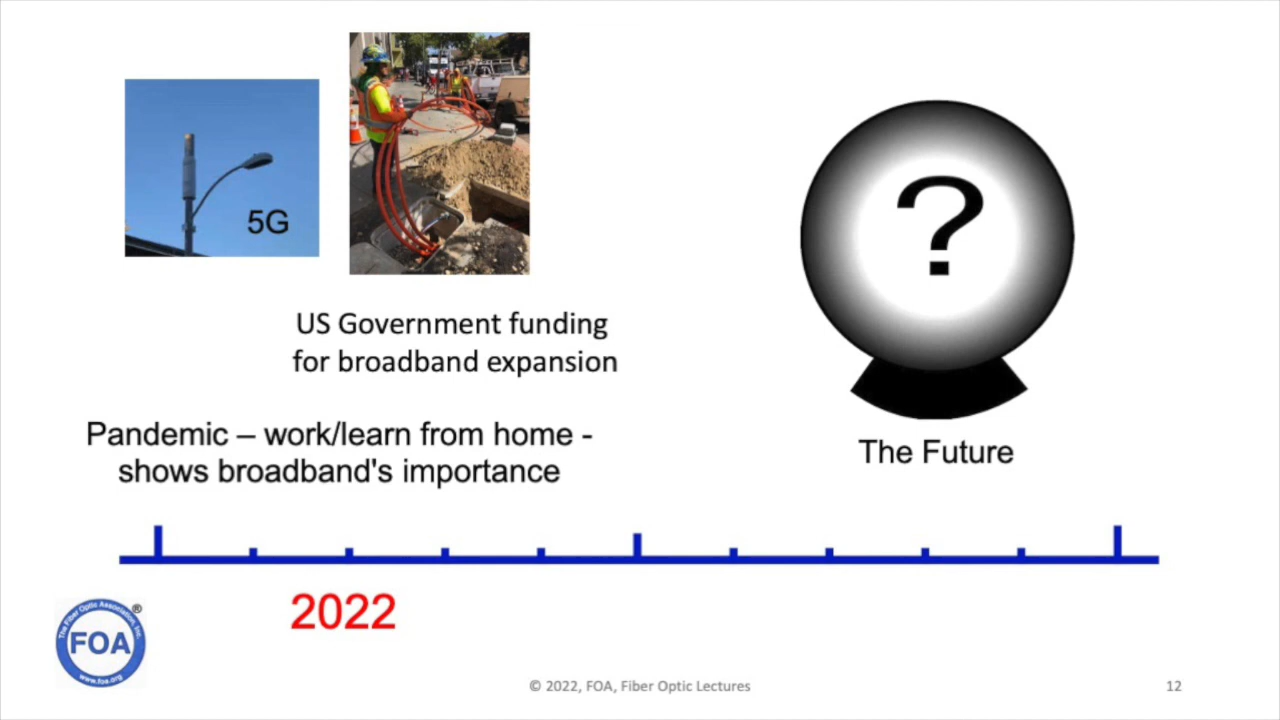 5G
?
US Government funding
for broadband expansion
Pandemic – work/learn from home -
shows broadband's importance
The Future
2022
The Fiber Optic Association, Inc.
®
FOA
www.foa.org
© 2022, FOA, Fiber Optic Lectures
12